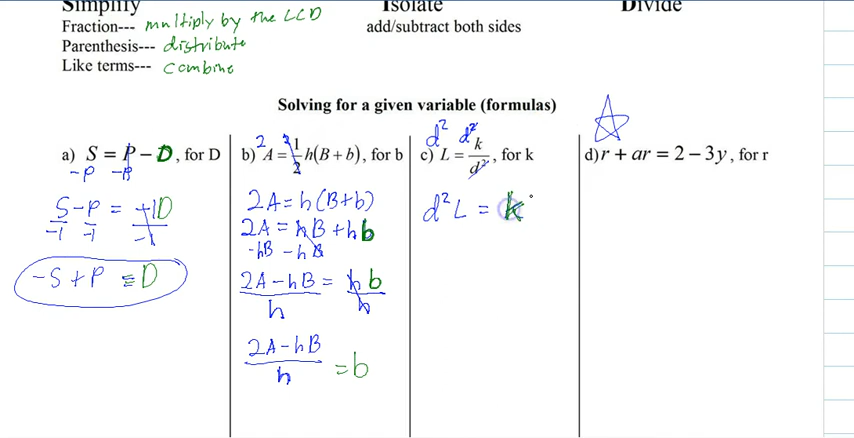 Simplify Isolate Divide
Fraction--- multiply by the LCD add/subtract both sides
Parenthesis--- distribute
Like terms--- combine
Solving for a given variable (formulas)
a) S = P − D, for D
-P -P
S-P = -1D
-1 -1 -1
-S+P = D
b) 2 A = 2 1/2 h(B + b), for b
2A = h(B+b)
2A = hB + hb
-hB -hB
2A-hB = hb
h h
2A-hB
h = b
d² d²
c) L = k/d², for k
d²L = k
d) r + ar = 2 − 3y, for r